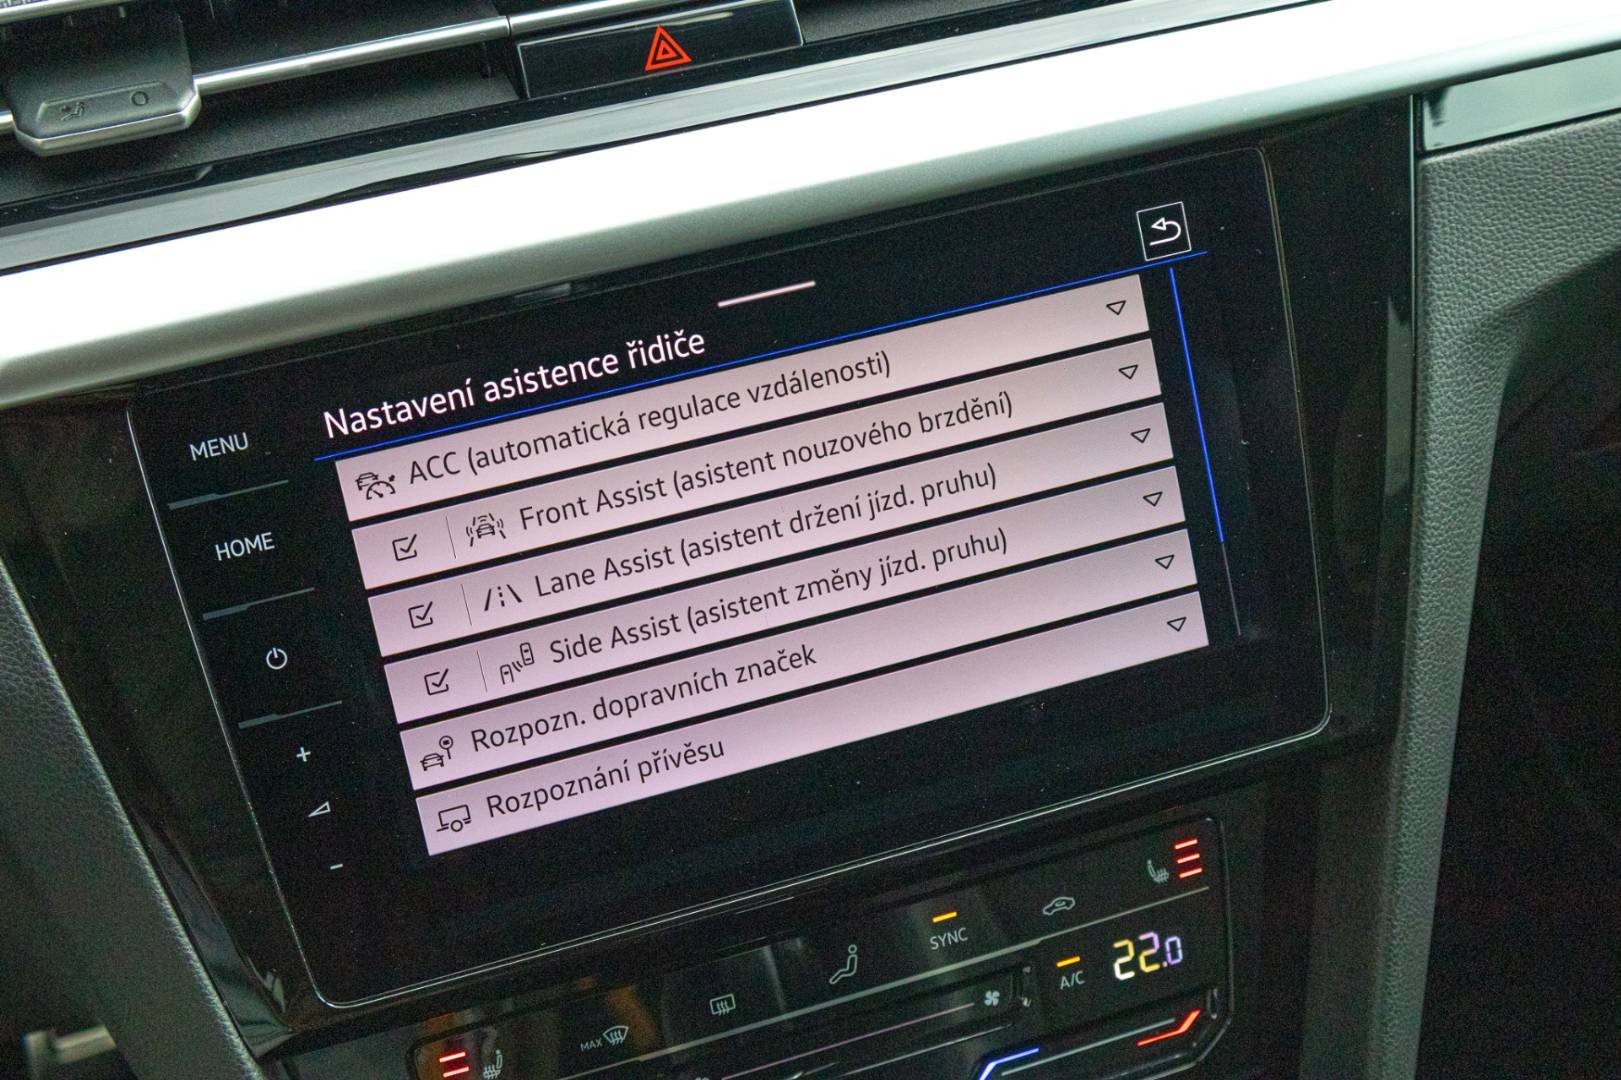 Nastavení asistence řidiče
MENU
HOME
ACC (automatická regulace vzdálenosti)
Front Assist (asistent nouzového brzdění)
Lane Assist (asistent držení jízd. pruhu)
Side Assist (asistent změny jízd. pruhu)
Rozpozn. dopravních značek
Rozpoznání přívěsu
+
-
SYNC
A/C
22.0
MAX